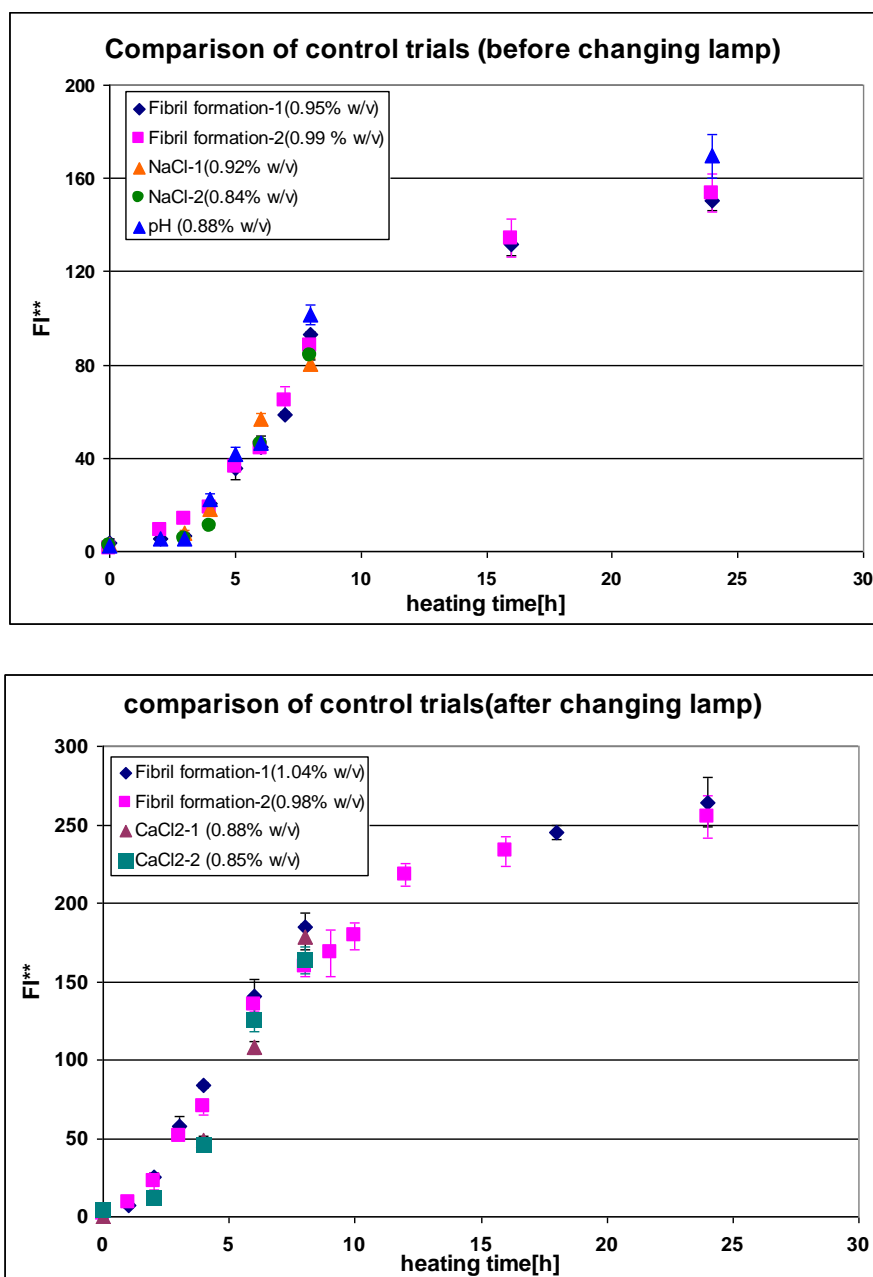 Comparison of control trials (before changing lamp)
200
Fibril formation-1(0.95% w/v)
Fibril formation-2(0.99 % w/v)
NaCl-1(0.92% w/v)
NaCl-2(0.84% w/v)
pH (0.88% w/v)
160
120
FI**
80
40
0
0 5 10 15 20 25 30
heating time[h]
comparison of control trials(after changing lamp)
300
Fibril formation-1(1.04% w/v)
Fibril formation-2(0.98% w/v)
CaCl2-1 (0.88% w/v)
CaCl2-2 (0.85% w/v)
250
200
FI**
150
100
50
0
0 5 10 15 20 25 30
heating time[h]